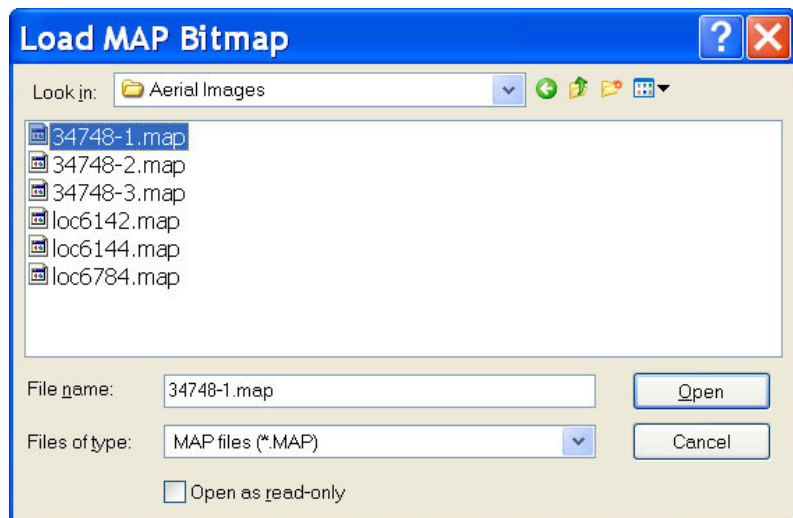 Load MAP Bitmap
Look in: Aerial Images
34748-1.map
34748-2.map
34748-3.map
loc6142.map
loc6144.map
loc6784.map
File name: 34748-1.map Open
Files of type: MAP files (*.MAP) Cancel
Open as read-only